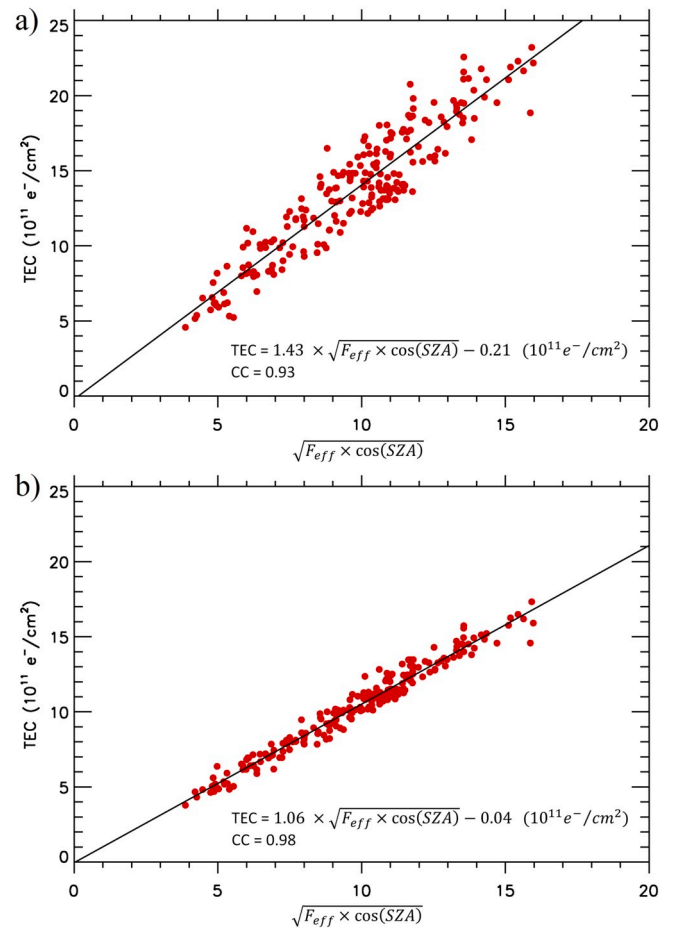 a)
25
20
15
10
5
0
TEC (10¹¹ e⁻/cm²)
TEC = 1.43 × √(F_eff × cos(SZA)) − 0.21 (10¹¹e⁻/cm²)
CC = 0.93
0 5 10 15 20
√(F_eff × cos(SZA))
b)
25
20
15
10
5
0
TEC (10¹¹ e⁻/cm²)
TEC = 1.06 × √(F_eff × cos(SZA)) − 0.04 (10¹¹e⁻/cm²)
CC = 0.98
0 5 10 15 20
√(F_eff × cos(SZA))